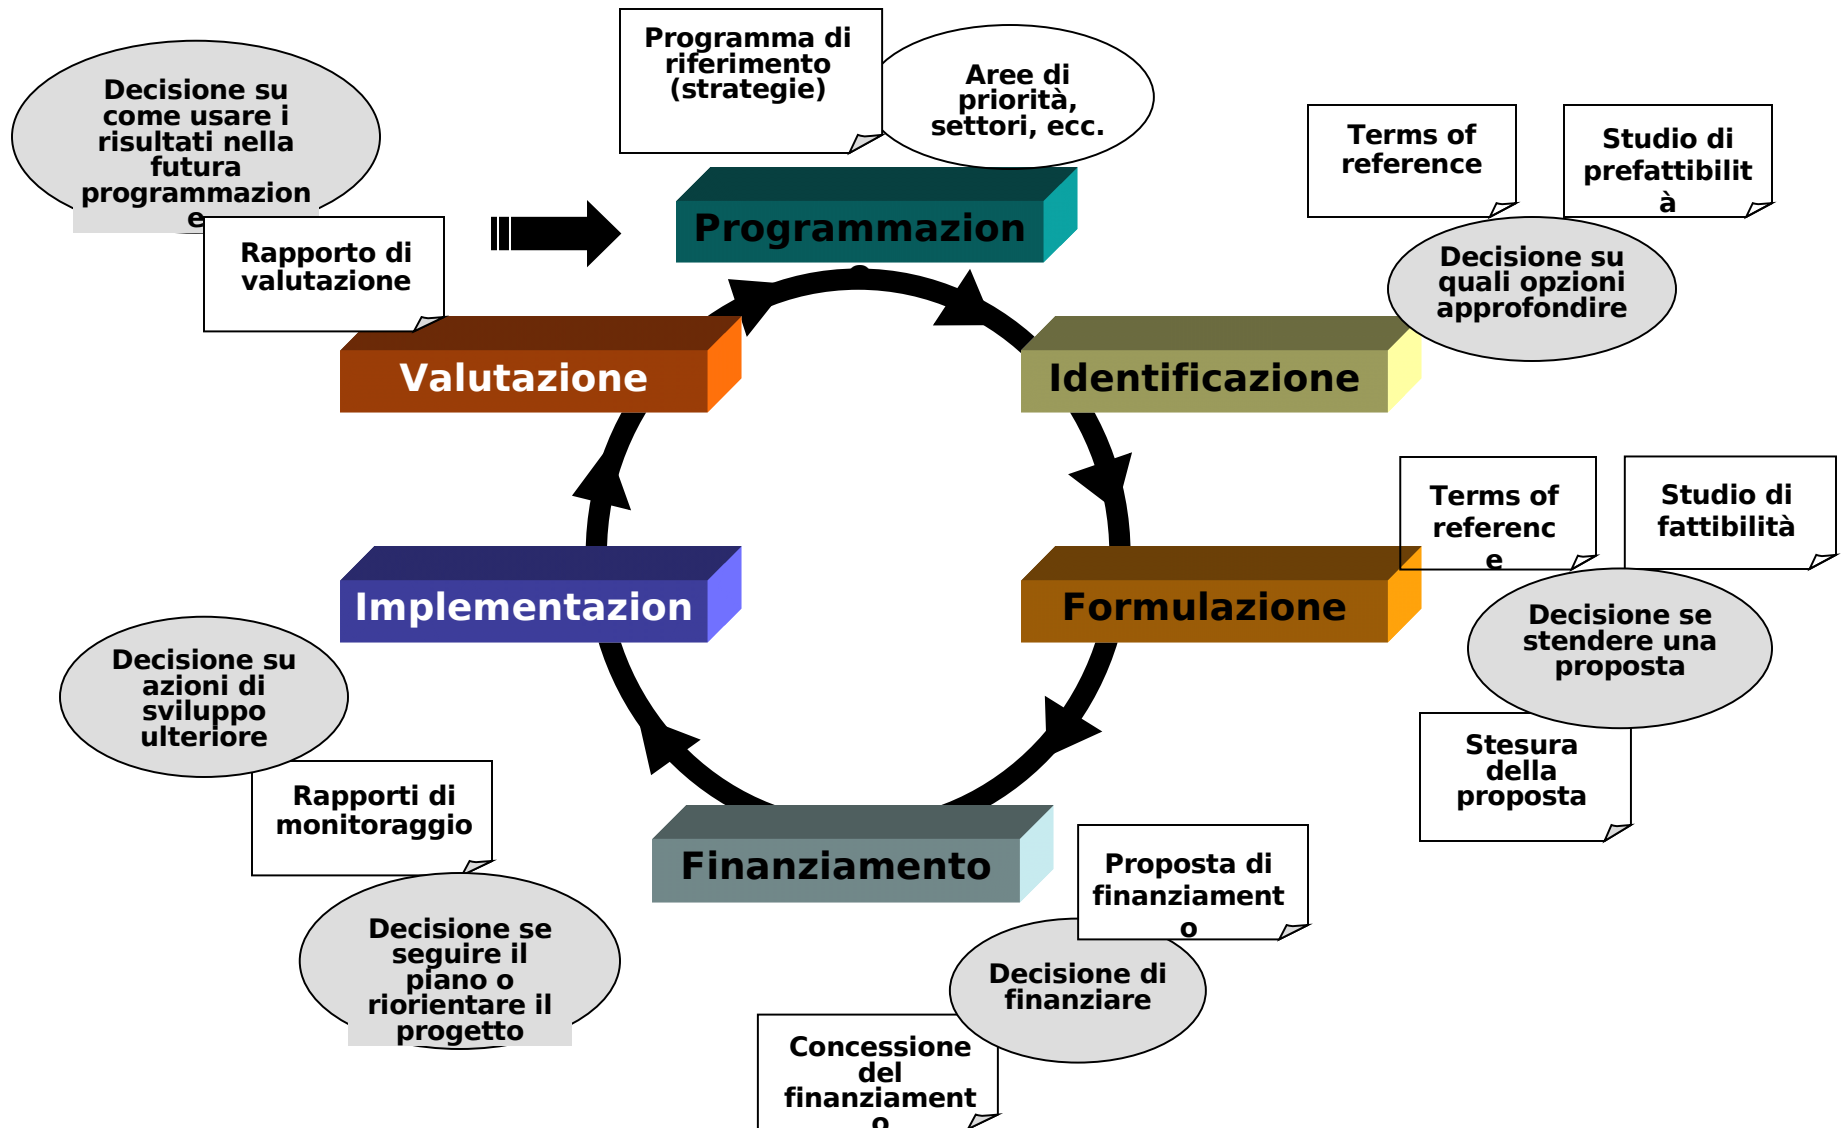 Programma di
riferimento
(strategie)
Aree di
priorità,
settori, ecc.
Decisione su
come usare i
risultati nella
futura
programmazion
e
Rapporto di
valutazione
Programmazion
Terms of
reference
Studio di
prefattibilit
à
Decisione su
quali opzioni
approfondire
Valutazione
Identificazione
Terms of
referenc
e
Studio di
fattibilità
Implementazion
Formulazione
Decisione se
stendere una
proposta
Stesura
della
proposta
Decisione su
azioni di
sviluppo
ulteriore
Rapporti di
monitoraggio
Decisione se
seguire il
piano o
riorientare il
progetto
Finanziamento
Proposta di
finanziament
o
Decisione di
finanziare
Concessione
del
finanziament
o